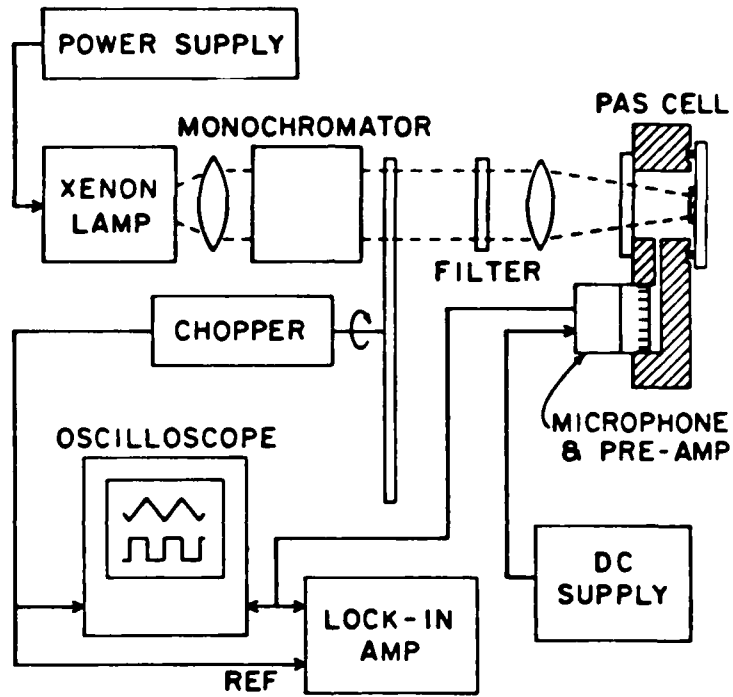 POWER SUPPLY
PAS CELL
MONOCHROMATOR
XENON
LAMP
FILTER
CHOPPER
MICROPHONE
& PRE-AMP
OSCILLOSCOPE
DC
SUPPLY
LOCK-IN
AMP
REF